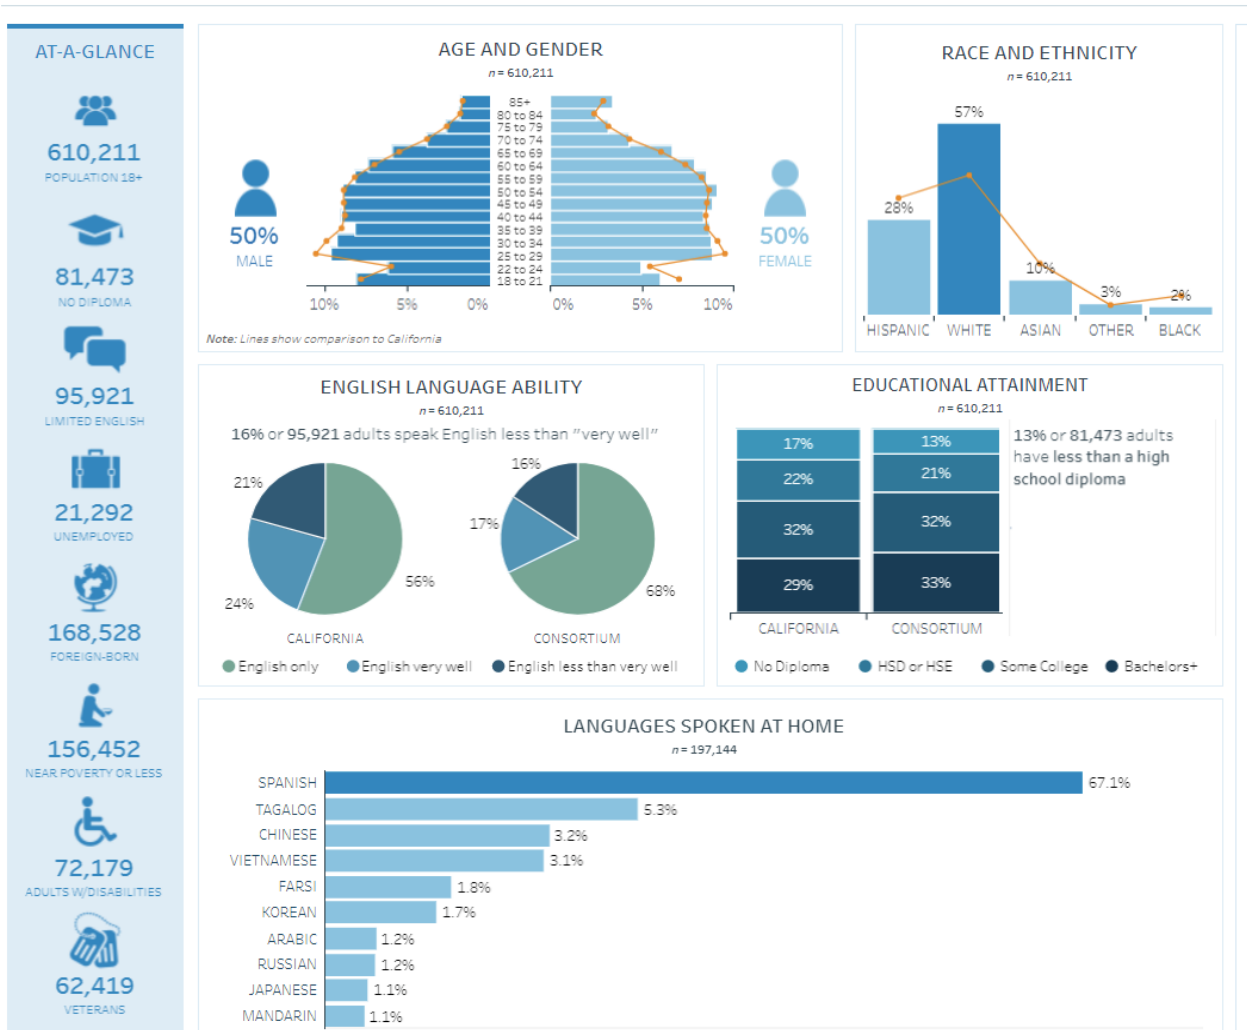 AT-A-GLANCE
610,211
POPULATION 18+
81,473
NO DIPLOMA
95,921
LIMITED ENGLISH
21,292
UNEMPLOYED
168,528
FOREIGN-BORN
156,452
NEAR POVERTY OR LESS
72,179
ADULTS W/DISABILITIES
62,419
VETERANS
AGE AND GENDER
n = 610,211
85+
80 to 84
75 to 79
70 to 74
65 to 69
60 to 64
55 to 59
50 to 54
45 to 49
40 to 44
35 to 39
30 to 34
25 to 29
22 to 24
18 to 21
50%
MALE
50%
FEMALE
10% 5% 0% 0% 5% 10%
Note: Lines show comparison to California
RACE AND ETHNICITY
n = 610,211
57%
28%
10%
3%
2%
HISPANIC WHITE ASIAN OTHER BLACK
ENGLISH LANGUAGE ABILITY
n = 610,211
16% or 95,921 adults speak English less than "very well"
21%
56%
24%
CALIFORNIA
16%
17%
68%
CONSORTIUM
English only English very well English less than very well
EDUCATIONAL ATTAINMENT
n = 610,211
17% 13%
22% 21%
32% 32%
29% 33%
CALIFORNIA CONSORTIUM
13% or 81,473 adults
have less than a high
school diploma
No Diploma HSD or HSE Some College Bachelors+
LANGUAGES SPOKEN AT HOME
n = 197,144
SPANISH 67.1%
TAGALOG 5.3%
CHINESE 3.2%
VIETNAMESE 3.1%
FARSI 1.8%
KOREAN 1.7%
ARABIC 1.2%
RUSSIAN 1.2%
JAPANESE 1.1%
MANDARIN 1.1%